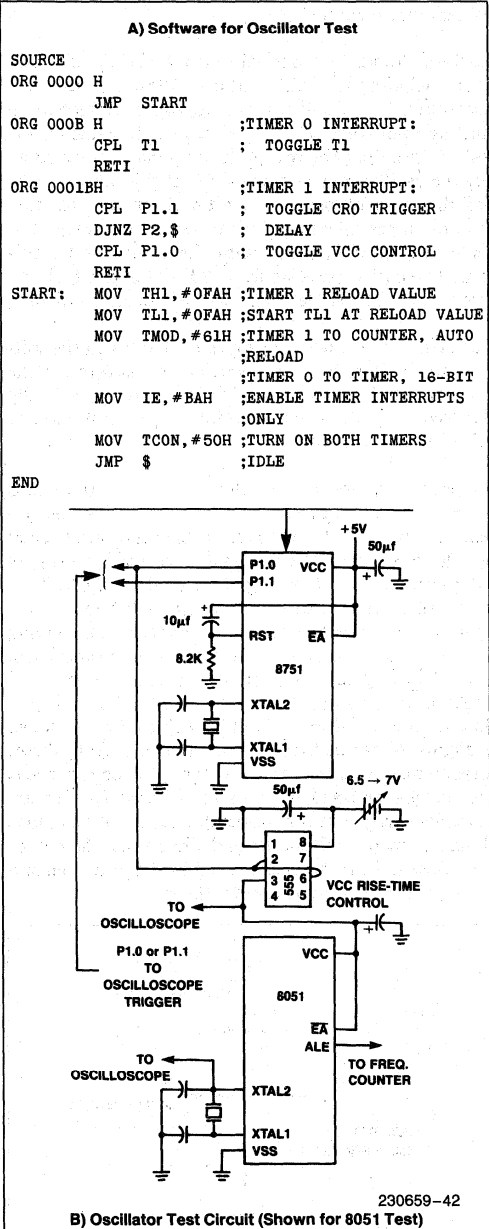 A) Software for Oscillator Test
SOURCE
ORG 0000 H
JMP START
ORG 000B H ;TIMER 0 INTERRUPT:
CPL T1 ; TOGGLE T1
RETI
ORG 0001BH ;TIMER 1 INTERRUPT:
CPL P1.1 ; TOGGLE CRO TRIGGER
DJNZ P2,$ ; DELAY
CPL P1.0 ; TOGGLE VCC CONTROL
RETI
START: MOV TH1,#0FAH ;TIMER 1 RELOAD VALUE
MOV TL1,#0FAH ;START TL1 AT RELOAD VALUE
MOV TMOD,#61H ;TIMER 1 TO COUNTER, AUTO
;RELOAD
;TIMER 0 TO TIMER, 16-BIT
MOV IE,#BAH ;ENABLE TIMER INTERRUPTS
;ONLY
MOV TCON,#50H ;TURN ON BOTH TIMERS
JMP $ ;IDLE
END
+5V
50µf
+
P1.0 VCC
P1.1
+
10µf
RST EA
8.2K
8751
XTAL2
XTAL1
VSS
50µf
+
6.5 → 7V
1 8
2 7
3 555 6
4 5
VCC RISE-TIME
CONTROL
TO
OSCILLOSCOPE
+
P1.0 or P1.1
TO
OSCILLOSCOPE
TRIGGER
VCC
8051
EA
ALE
TO FREQ.
COUNTER
TO
OSCILLOSCOPE
XTAL2
XTAL1
VSS
230659-42
B) Oscillator Test Circuit (Shown for 8051 Test)